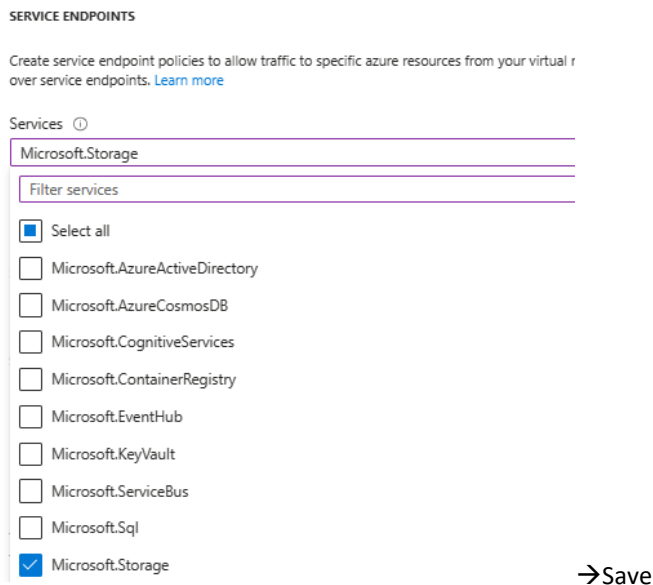 SERVICE ENDPOINTS
Create service endpoint policies to allow traffic to specific azure resources from your virtual
over service endpoints. Learn more
Services
Microsoft.Storage
Filter services
Select all
Microsoft.AzureActiveDirectory
Microsoft.AzureCosmosDB
Microsoft.CognitiveServices
Microsoft.ContainerRegistry
Microsoft.EventHub
Microsoft.KeyVault
Microsoft.ServiceBus
Microsoft.Sql
Microsoft.Storage →Save